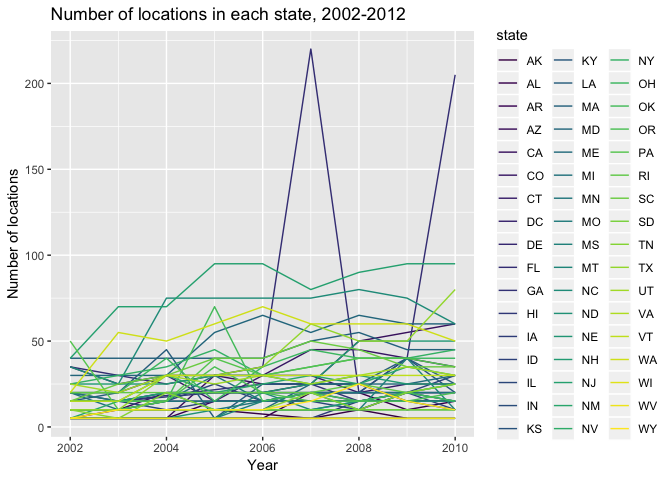 Number of locations in each state, 2002-2012
Number of locations
200
150
100
50
0
2002
2004
2006
2008
2010
Year
state
AK
AL
AR
AZ
CA
CO
CT
DC
DE
FL
GA
HI
IA
ID
IL
IN
KS
KY
LA
MA
MD
ME
MI
MN
MO
MS
MT
NC
ND
NE
NH
NJ
NM
NV
NY
OH
OK
OR
PA
RI
SC
SD
TN
TX
UT
VA
VT
WA
WI
WV
WY